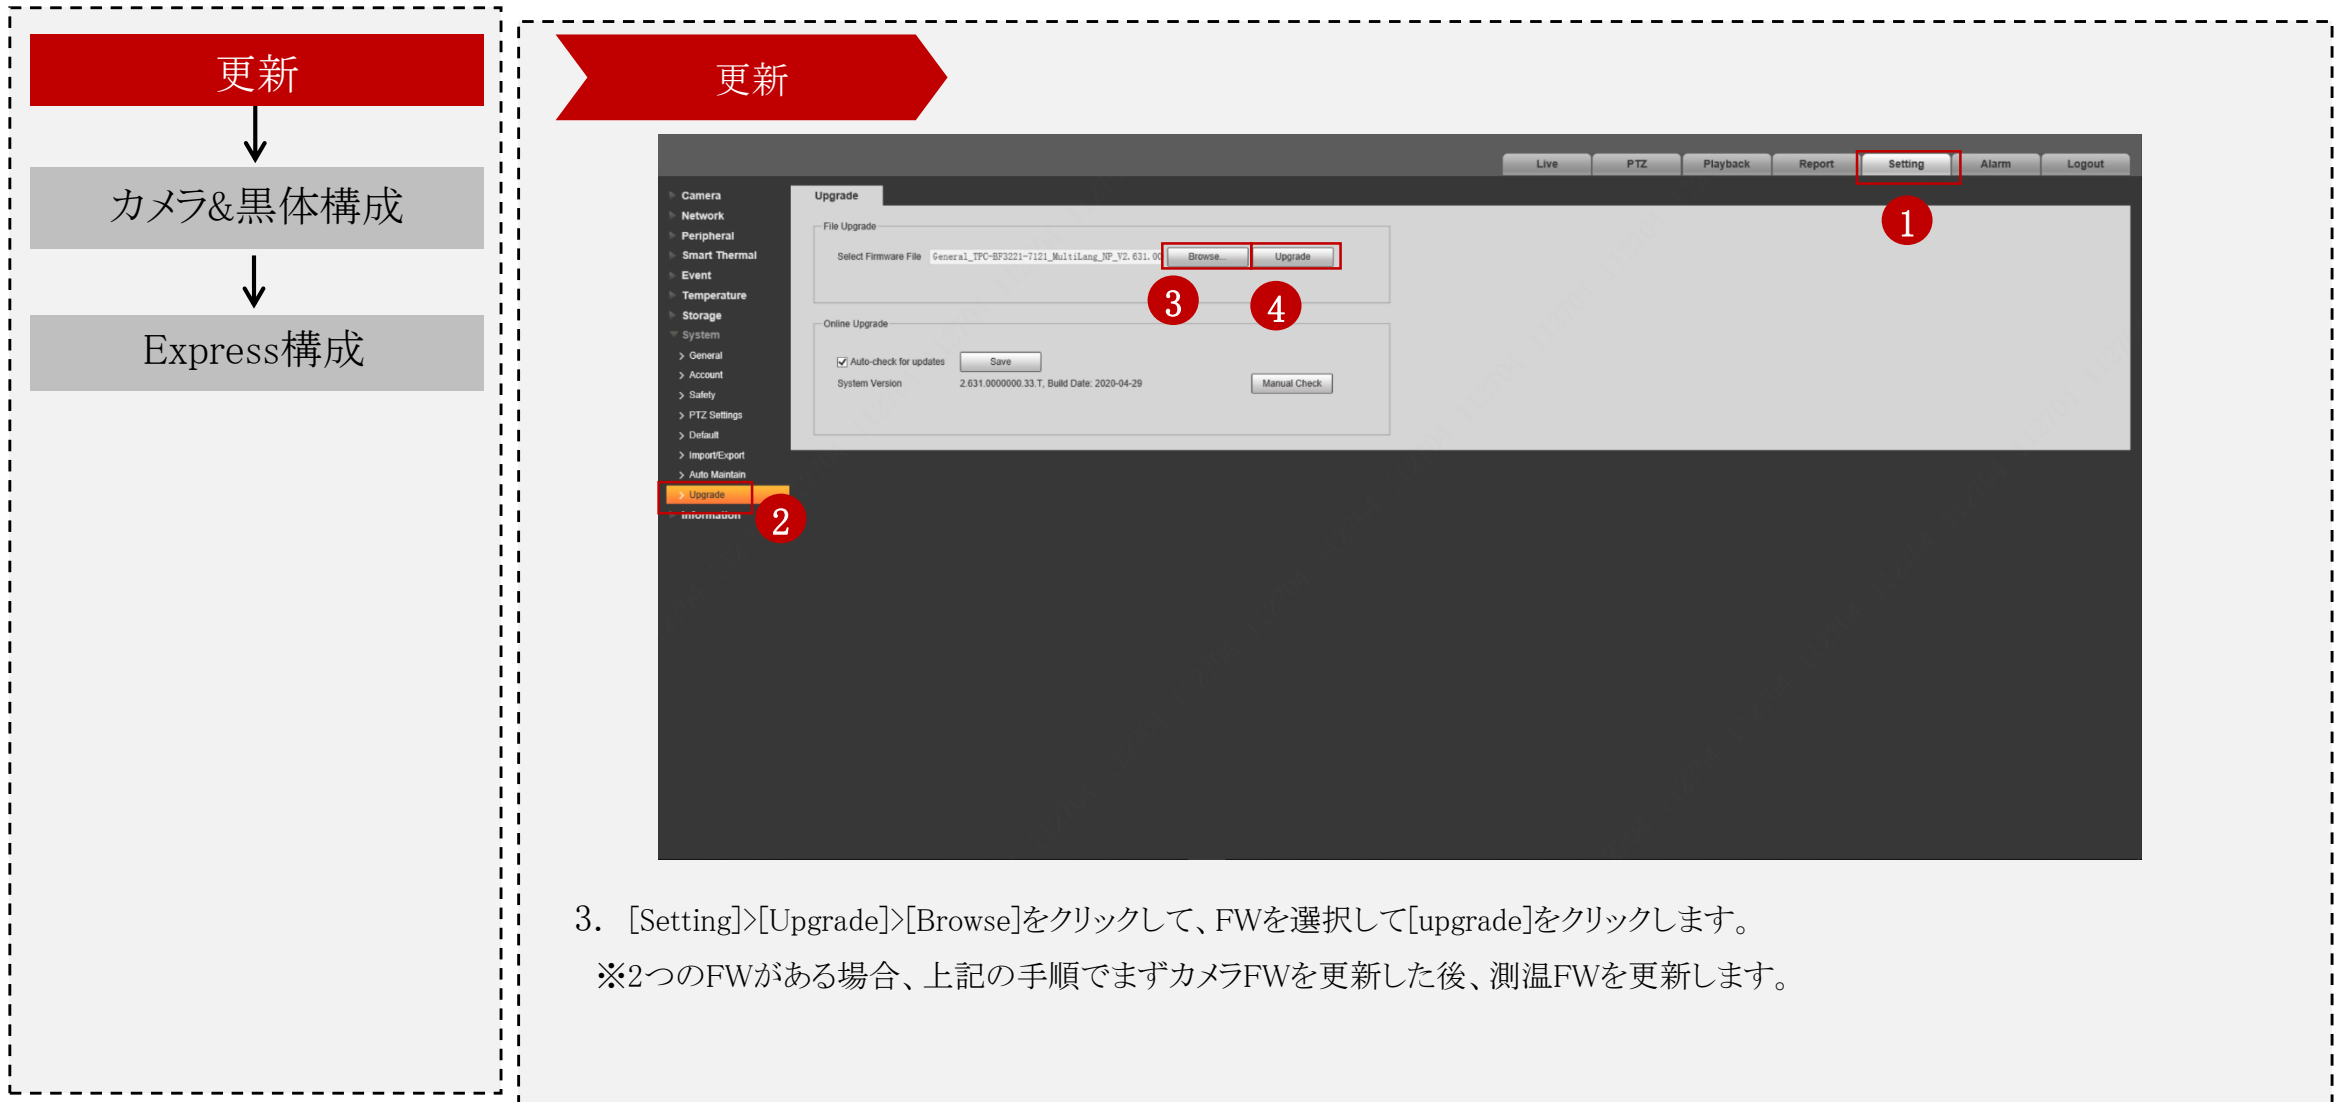 更新
カメラ&黒体構成
Express構成
更新
Live PTZ Playback Report Setting Alarm Logout
1
Camera
Network
Peripheral
Smart Thermal
Event
Temperature
Storage
System
General
Account
Safety
PTZ Settings
Default
Import/Export
Auto Maintain
Upgrade
Information
2
Upgrade
File Upgrade
Select Firmware File General_TPC-BF3221-7121_MultiLang_NP_V2.631.00 Browse... Upgrade
3 4
Online Upgrade
Auto-check for updates Save
System Version 2.631.0000000.33.T, Build Date: 2020-04-29 Manual Check
3. [Setting]>[Upgrade]>[Browse]をクリックして、FWを選択して[upgrade]をクリックします。
※2つのFWがある場合、上記の手順でまずカメラFWを更新した後、測温FWを更新します。